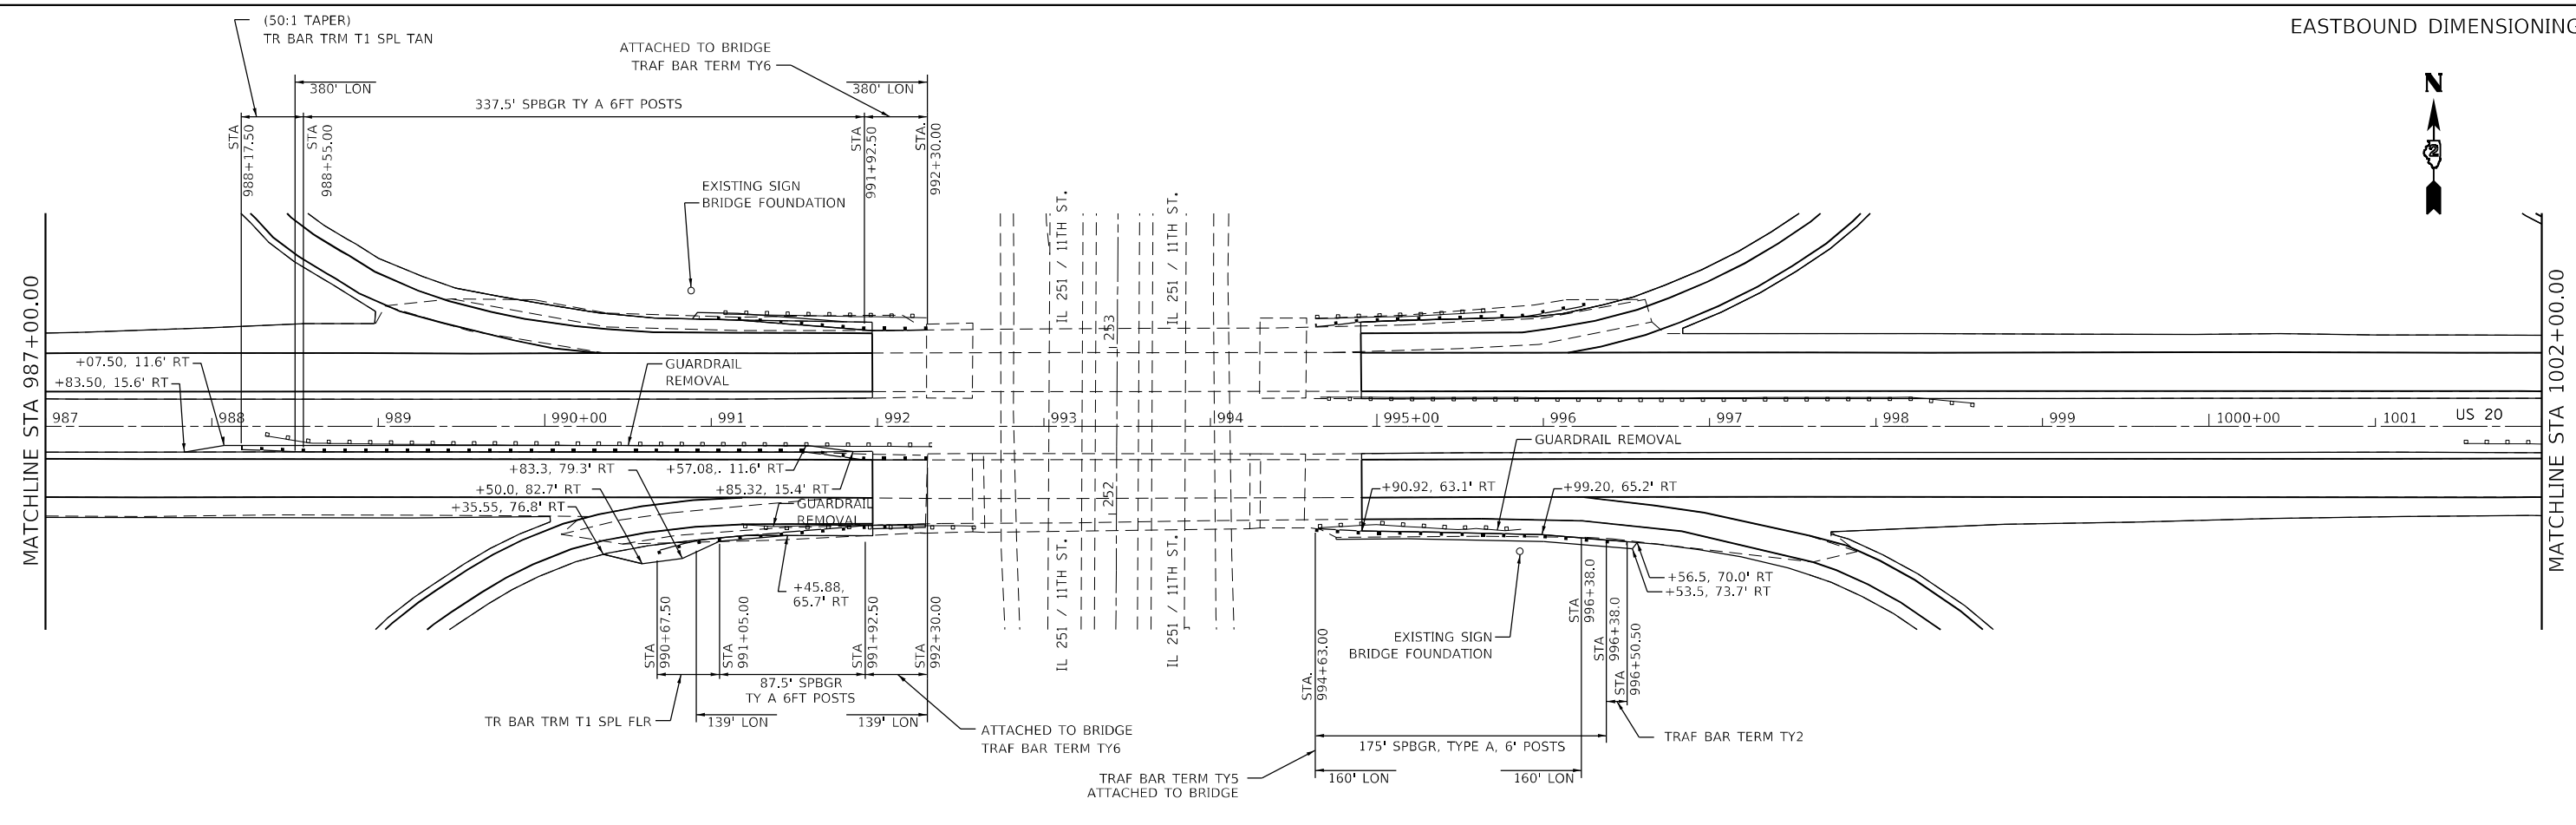 EASTBOUND DIMENSIONING
(50:1 TAPER)
TR BAR TRM T1 SPL TAN
ATTACHED TO BRIDGE
TRAF BAR TERM TY6
380' LON
380' LON
337.5' SPBGR TY A 6FT POSTS
STA
988+17.50
STA
988+55.00
STA
991+92.50
STA.
992+30.00
N
2
EXISTING SIGN
BRIDGE FOUNDATION
IL 251 / 11TH ST.
IL 251 / 11TH ST.
MATCHLINE STA 987+00.00
MATCHLINE STA 1002+00.00
253
+07.50, 11.6' RT
+83.50, 15.6' RT
GUARDRAIL
REMOVAL
987
988
989
990+00
991
992
993
994
995+00
996
997
998
999
1000+00
1001
US 20
GUARDRAIL REMOVAL
+83.3, 79.3' RT
+57.08,. 11.6' RT
+50.0, 82.7' RT
+85.32, 15.4' RT
+35.55, 76.8' RT
GUARDRAIL
REMOVAL
252
+90.92, 63.1' RT
+99.20, 65.2' RT
+45.88,
65.7' RT
IL 251 / 11TH ST.
IL 251 / 11TH ST.
+56.5, 70.0' RT
+53.5, 73.7' RT
STA
990+67.50
STA
991+05.00
STA
991+92.50
STA
992+30.00
EXISTING SIGN
BRIDGE FOUNDATION
STA.
994+63.00
STA
996+38.0
STA
996+38.0
STA
996+50.50
87.5' SPBGR
TY A 6FT POSTS
TR BAR TRM T1 SPL FLR
139' LON
139' LON
ATTACHED TO BRIDGE
TRAF BAR TERM TY6
175' SPBGR, TYPE A, 6' POSTS
TRAF BAR TERM TY2
TRAF BAR TERM TY5
ATTACHED TO BRIDGE
160' LON
160' LON